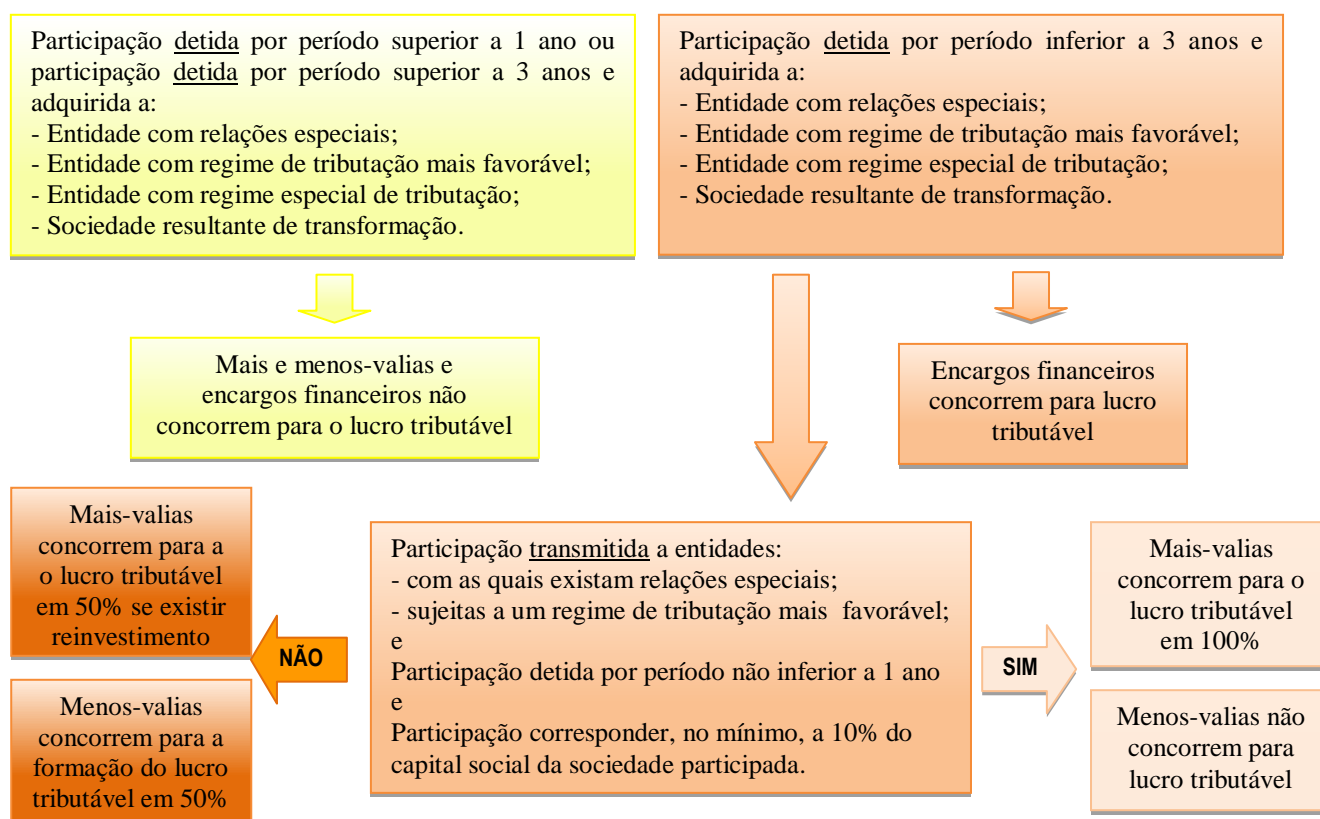 Participação detida por período superior a 1 ano ou
participação detida por período superior a 3 anos e
adquirida a:
- Entidade com relações especiais;
- Entidade com regime de tributação mais favorável;
- Entidade com regime especial de tributação;
- Sociedade resultante de transformação.
Participação detida por período inferior a 3 anos e
adquirida a:
- Entidade com relações especiais;
- Entidade com regime de tributação mais favorável;
- Entidade com regime especial de tributação;
- Sociedade resultante de transformação.
Mais e menos-valias e
encargos financeiros não
concorrem para o lucro tributável
Encargos financeiros
concorrem para lucro
tributável
Mais-valias
concorrem para a
o lucro tributável
em 50% se existir
reinvestimento
Menos-valias
concorrem para a
formação do lucro
tributável em 50%
NÃO
Participação transmitida a entidades:
- com as quais existam relações especiais;
- sujeitas a um regime de tributação mais favorável;
e
Participação detida por período não inferior a 1 ano
e
Participação corresponder, no mínimo, a 10% do
capital social da sociedade participada.
SIM
Mais-valias
concorrem para o
lucro tributável
em 100%
Menos-valias não
concorrem para
lucro tributável